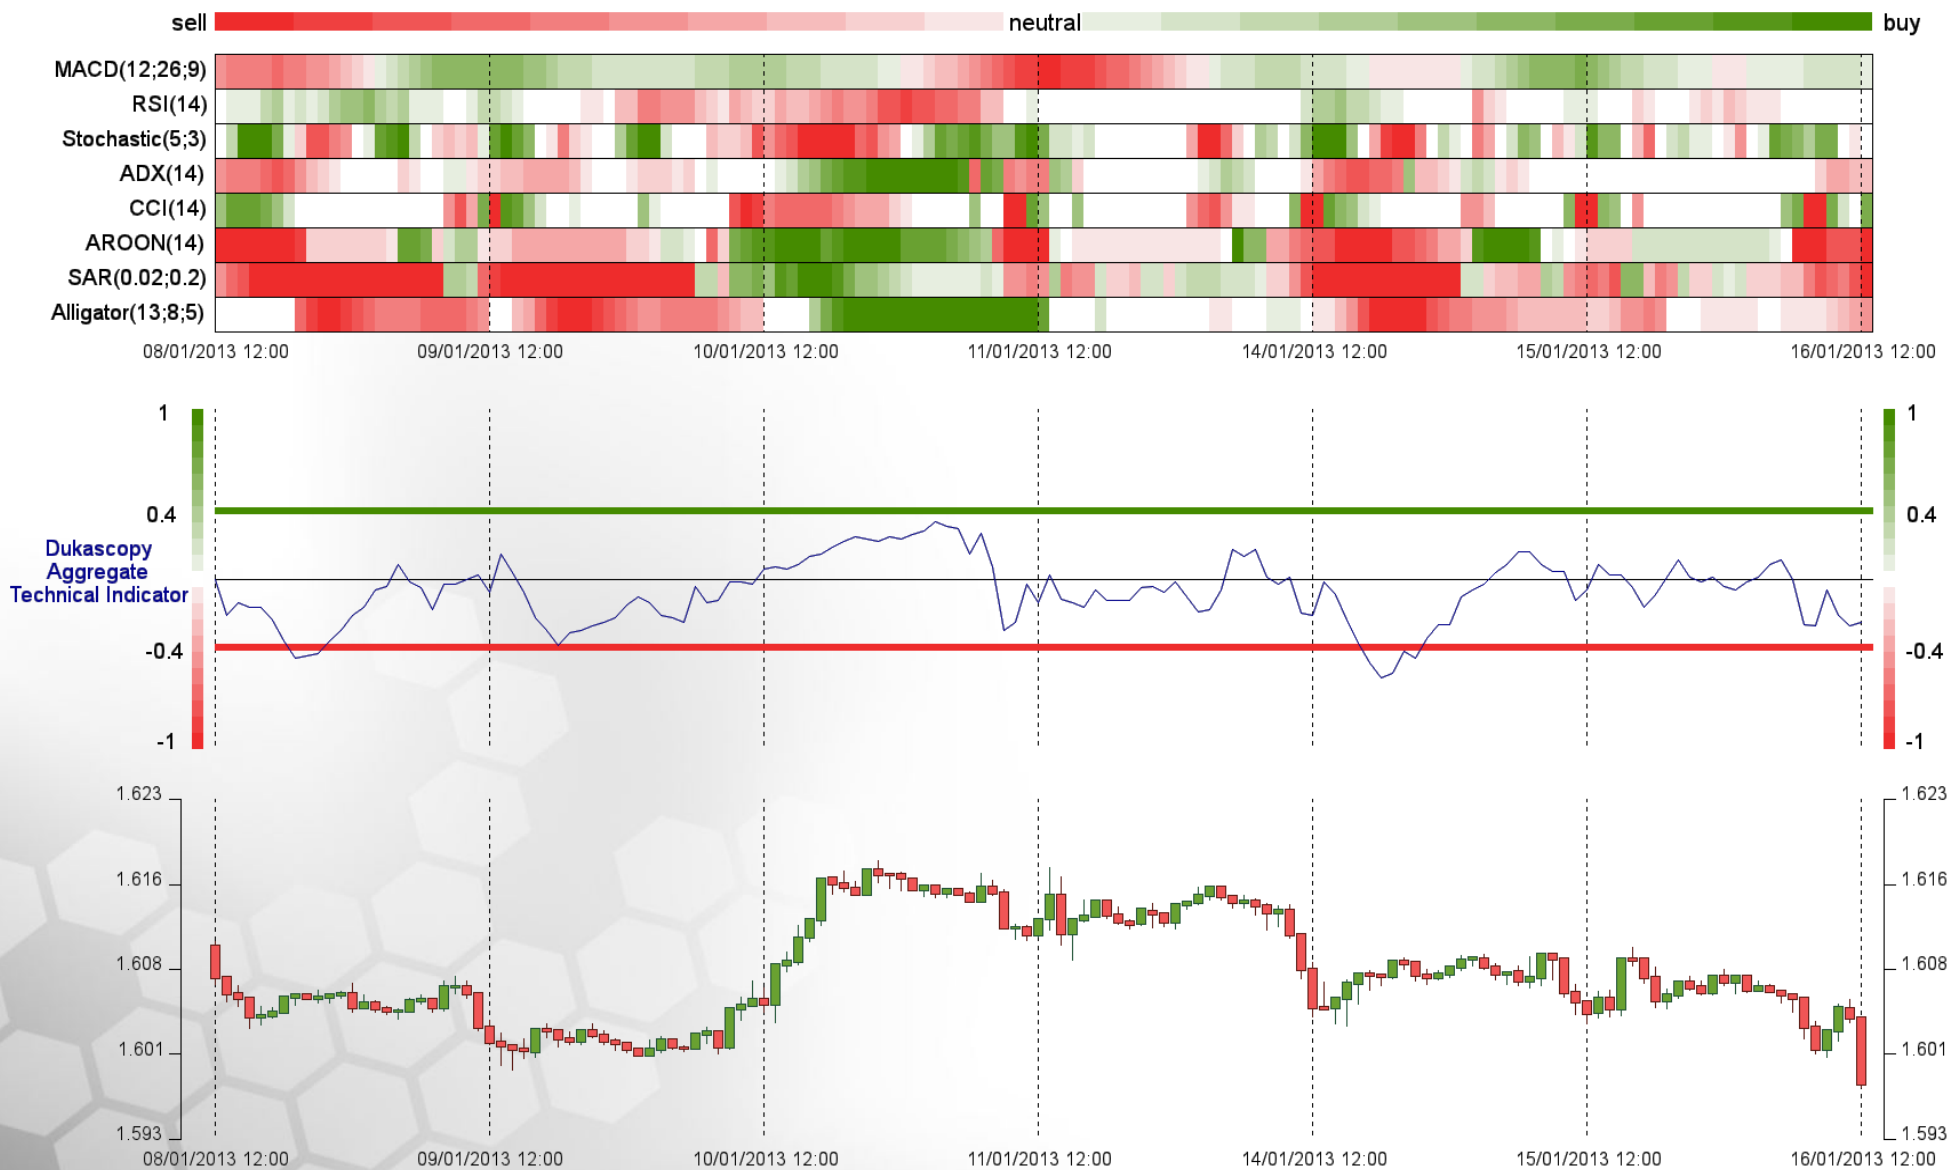 sell neutral buy
MACD(12;26;9)
RSI(14)
Stochastic(5;3)
ADX(14)
CCI(14)
AROON(14)
SAR(0.02;0.2)
Alligator(13;8;5)
08/01/2013 12:00 09/01/2013 12:00 10/01/2013 12:00 11/01/2013 12:00 14/01/2013 12:00 15/01/2013 12:00 16/01/2013 12:00
1 1
0.4 0.4
Dukascopy
Aggregate
Technical Indicator
-0.4 -0.4
-1 -1
1.623 1.623
1.616 1.616
1.608 1.608
1.601 1.601
1.593 1.593
08/01/2013 12:00 09/01/2013 12:00 10/01/2013 12:00 11/01/2013 12:00 14/01/2013 12:00 15/01/2013 12:00 16/01/2013 12:00